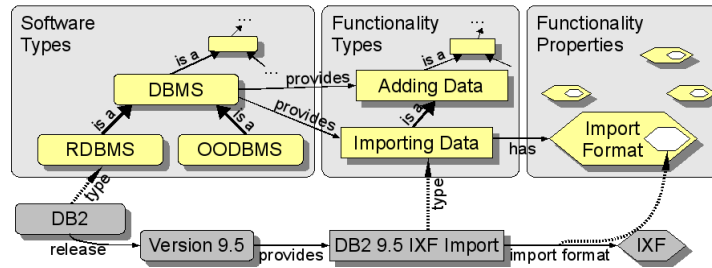 Software
Types
Functionality
Types
Functionality
Properties
...
...
is a
...
is a
...
DBMS
provides
Adding Data
provides
is a
is a
is a
RDBMS
OODBMS
Importing Data
has
Import
Format
type
type
DB2
release
Version 9.5
provides
DB2 9.5 IXF Import
import format
IXF